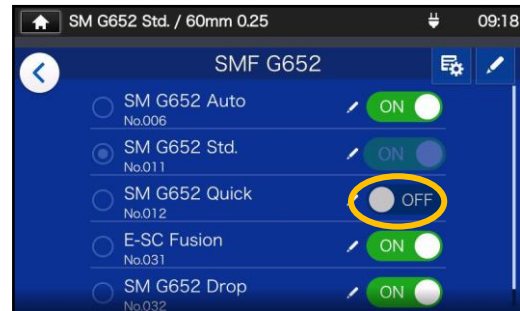 SM G652 Std. / 60mm 0.25 09:18
SMF G652
SM G652 Auto ON
No.006
SM G652 Std. ON
No.011
SM G652 Quick OFF
No.012
E-SC Fusion ON
No.031
SM G652 Drop ON
No.032